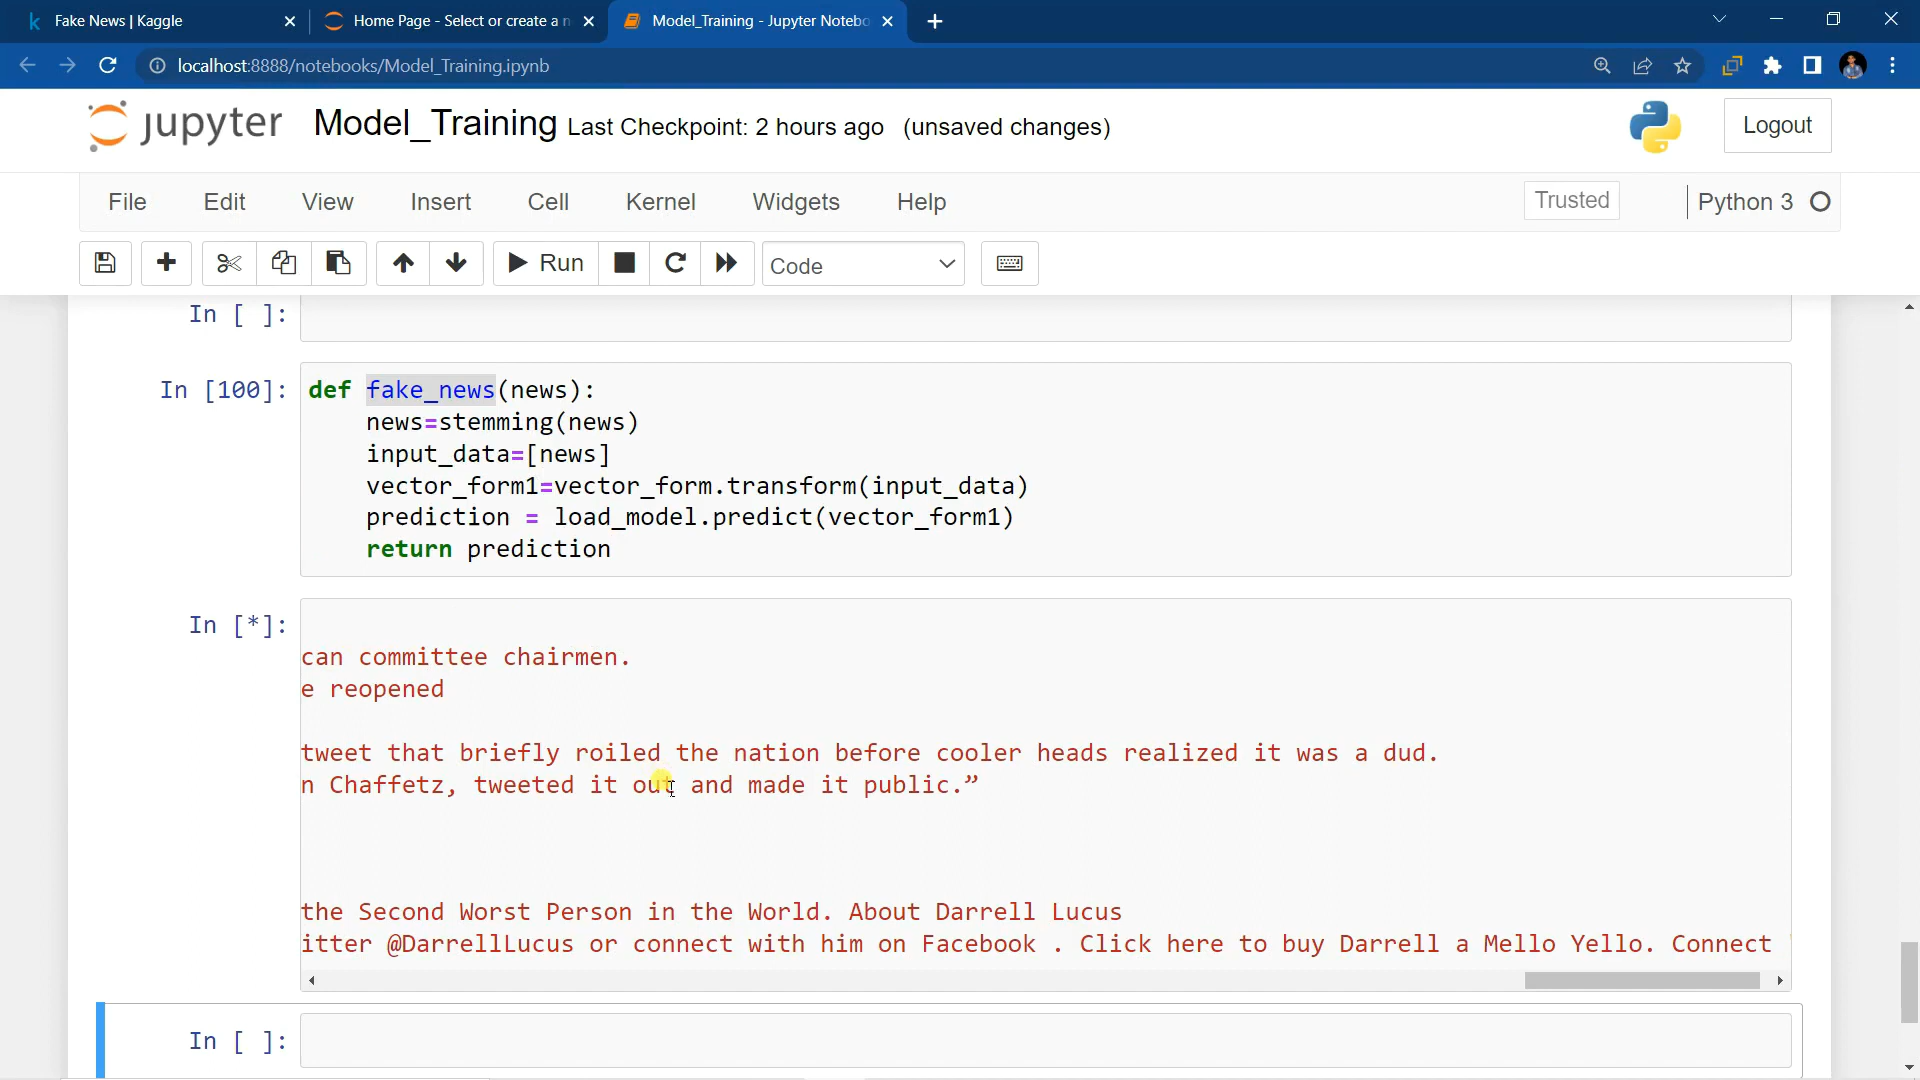 Fake News | Kaggle
Home Page - Select or create a n
Model_Training - Jupyter Notebo
localhost:8888/notebooks/Model_Training.ipynb
jupyter Model_Training Last Checkpoint: 2 hours ago (unsaved changes)
Logout
File Edit View Insert Cell Kernel Widgets Help
Trusted Python 3
Run Code
In [ ]:
In [100]: def fake_news(news):
news=stemming(news)
input_data=[news]
vector_form1=vector_form.transform(input_data)
prediction = load_model.predict(vector_form1)
return prediction
In [*]:
can committee chairmen.
e reopened
tweet that briefly roiled the nation before cooler heads realized it was a dud.
n Chaffetz, tweeted it out and made it public.”
the Second Worst Person in the World. About Darrell Lucus
itter @DarrellLucus or connect with him on Facebook . Click here to buy Darrell a Mello Yello. Connect
In [ ]: